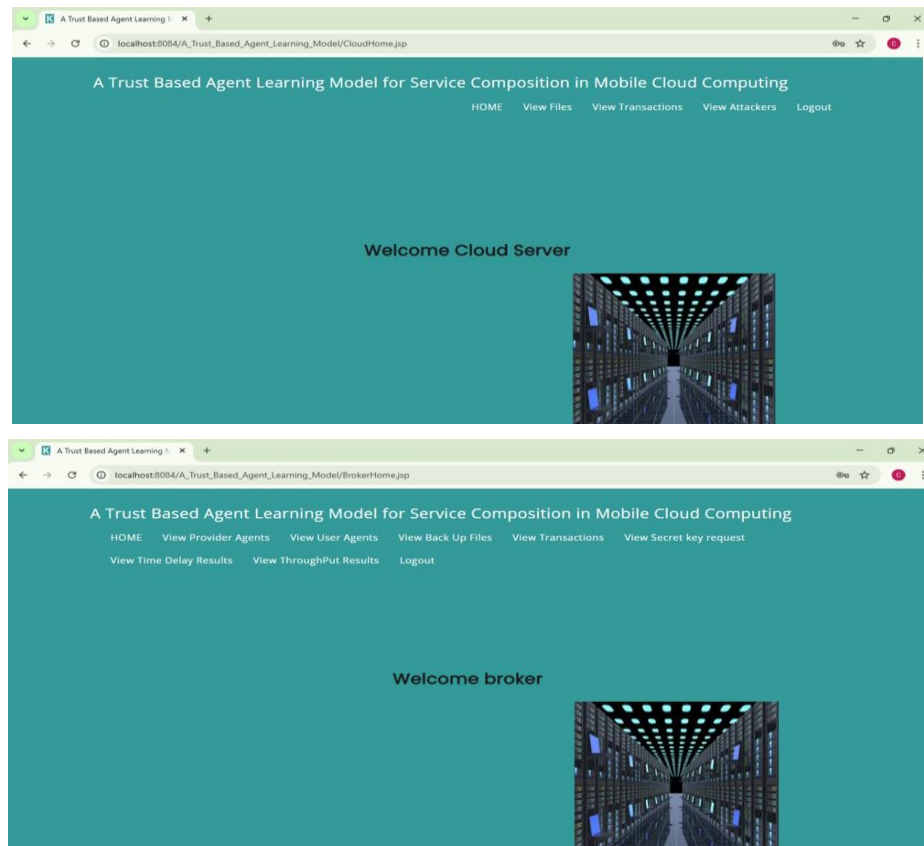 A Trust Based Agent Learning
localhost:8084/A_Trust_Based_Agent_Learning_Model/CloudHome.jsp
A Trust Based Agent Learning Model for Service Composition in Mobile Cloud Computing
HOME View Files View Transactions View Attackers Logout
Welcome Cloud Server
A Trust Based Agent Learning
localhost:8084/A_Trust_Based_Agent_Learning_Model/BrokerHome.jsp
A Trust Based Agent Learning Model for Service Composition in Mobile Cloud Computing
HOME View Provider Agents View User Agents View Back Up Files View Transactions View Secret key request
View Time Delay Results View ThroughPut Results Logout
Welcome broker